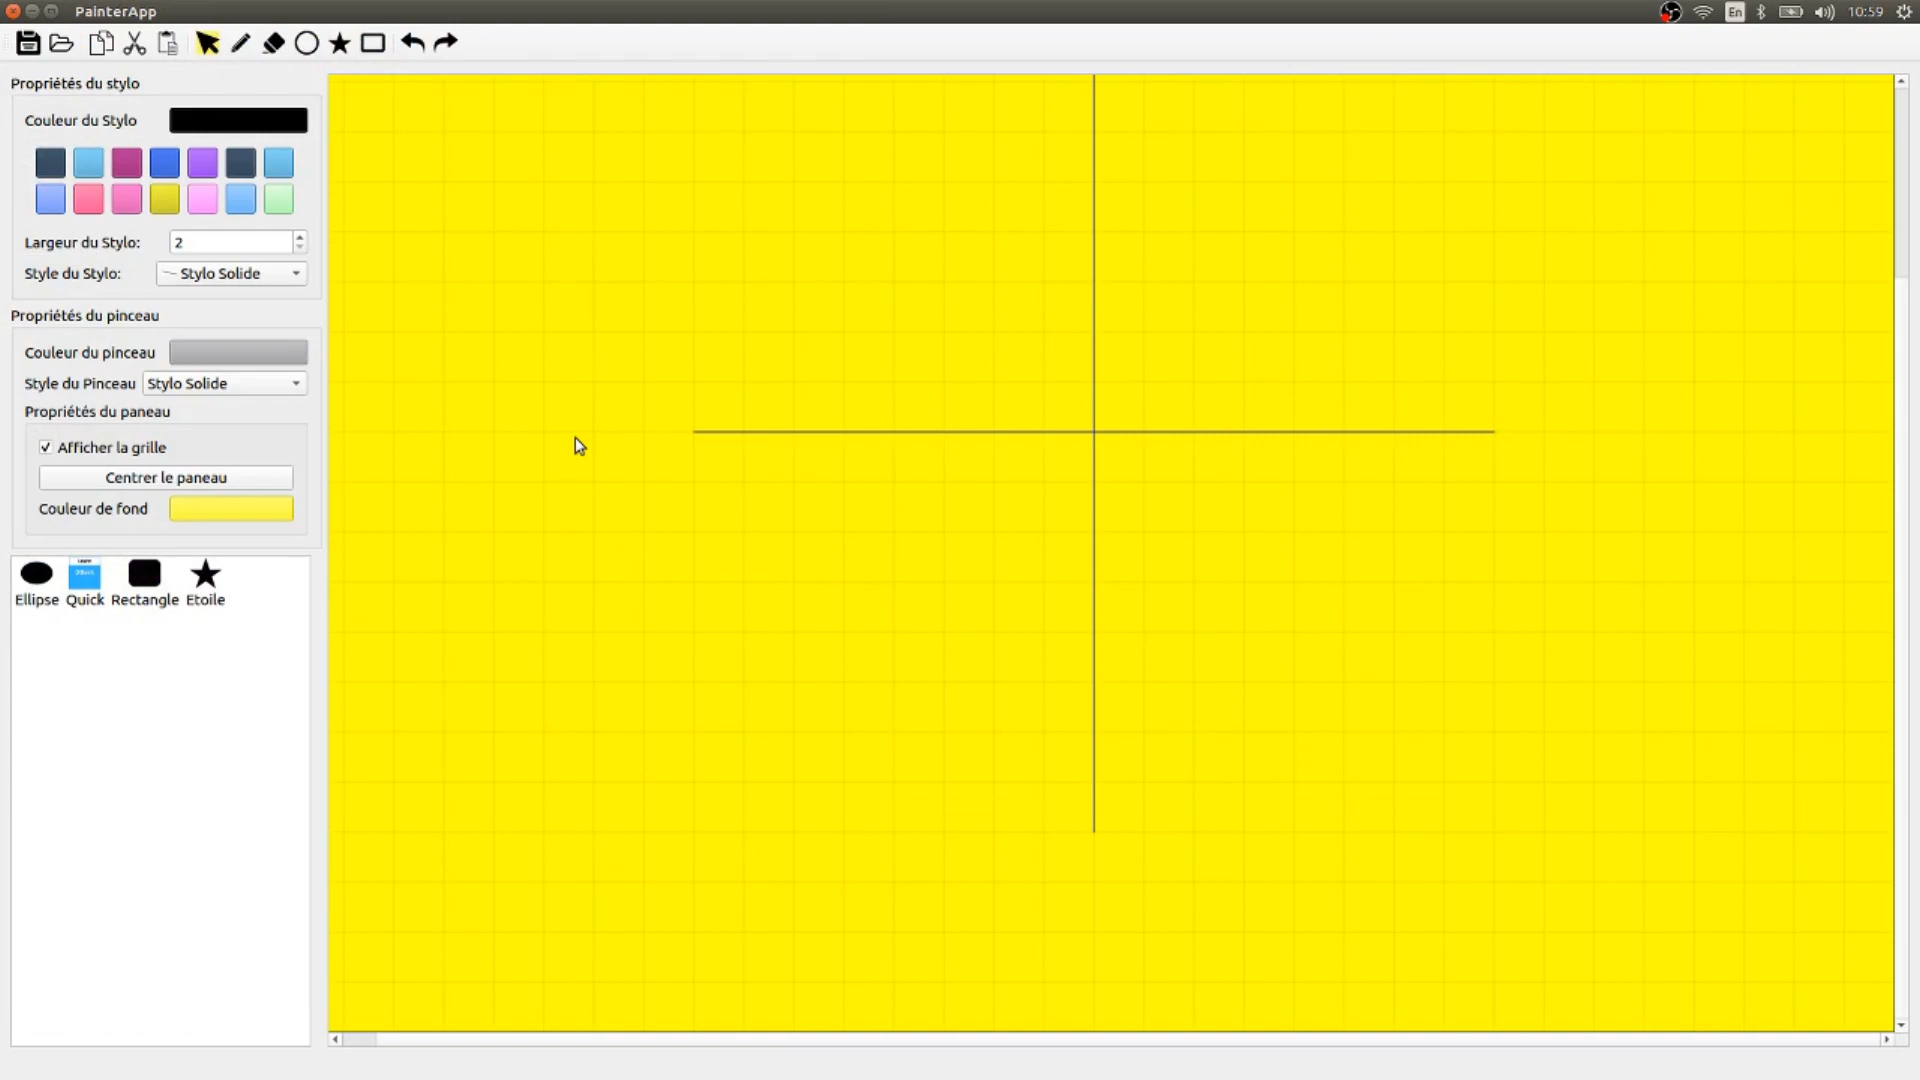 PainterApp
En
10:59
Propriétés du stylo
Couleur du Stylo
Largeur du Stylo: 2
Style du Stylo: Stylo Solide
Propriétés du pinceau
Couleur du pinceau
Style du Pinceau Stylo Solide
Propriétés du paneau
Afficher la grille
Centrer le paneau
Couleur de fond
Ellipse Quick Rectangle Etoile